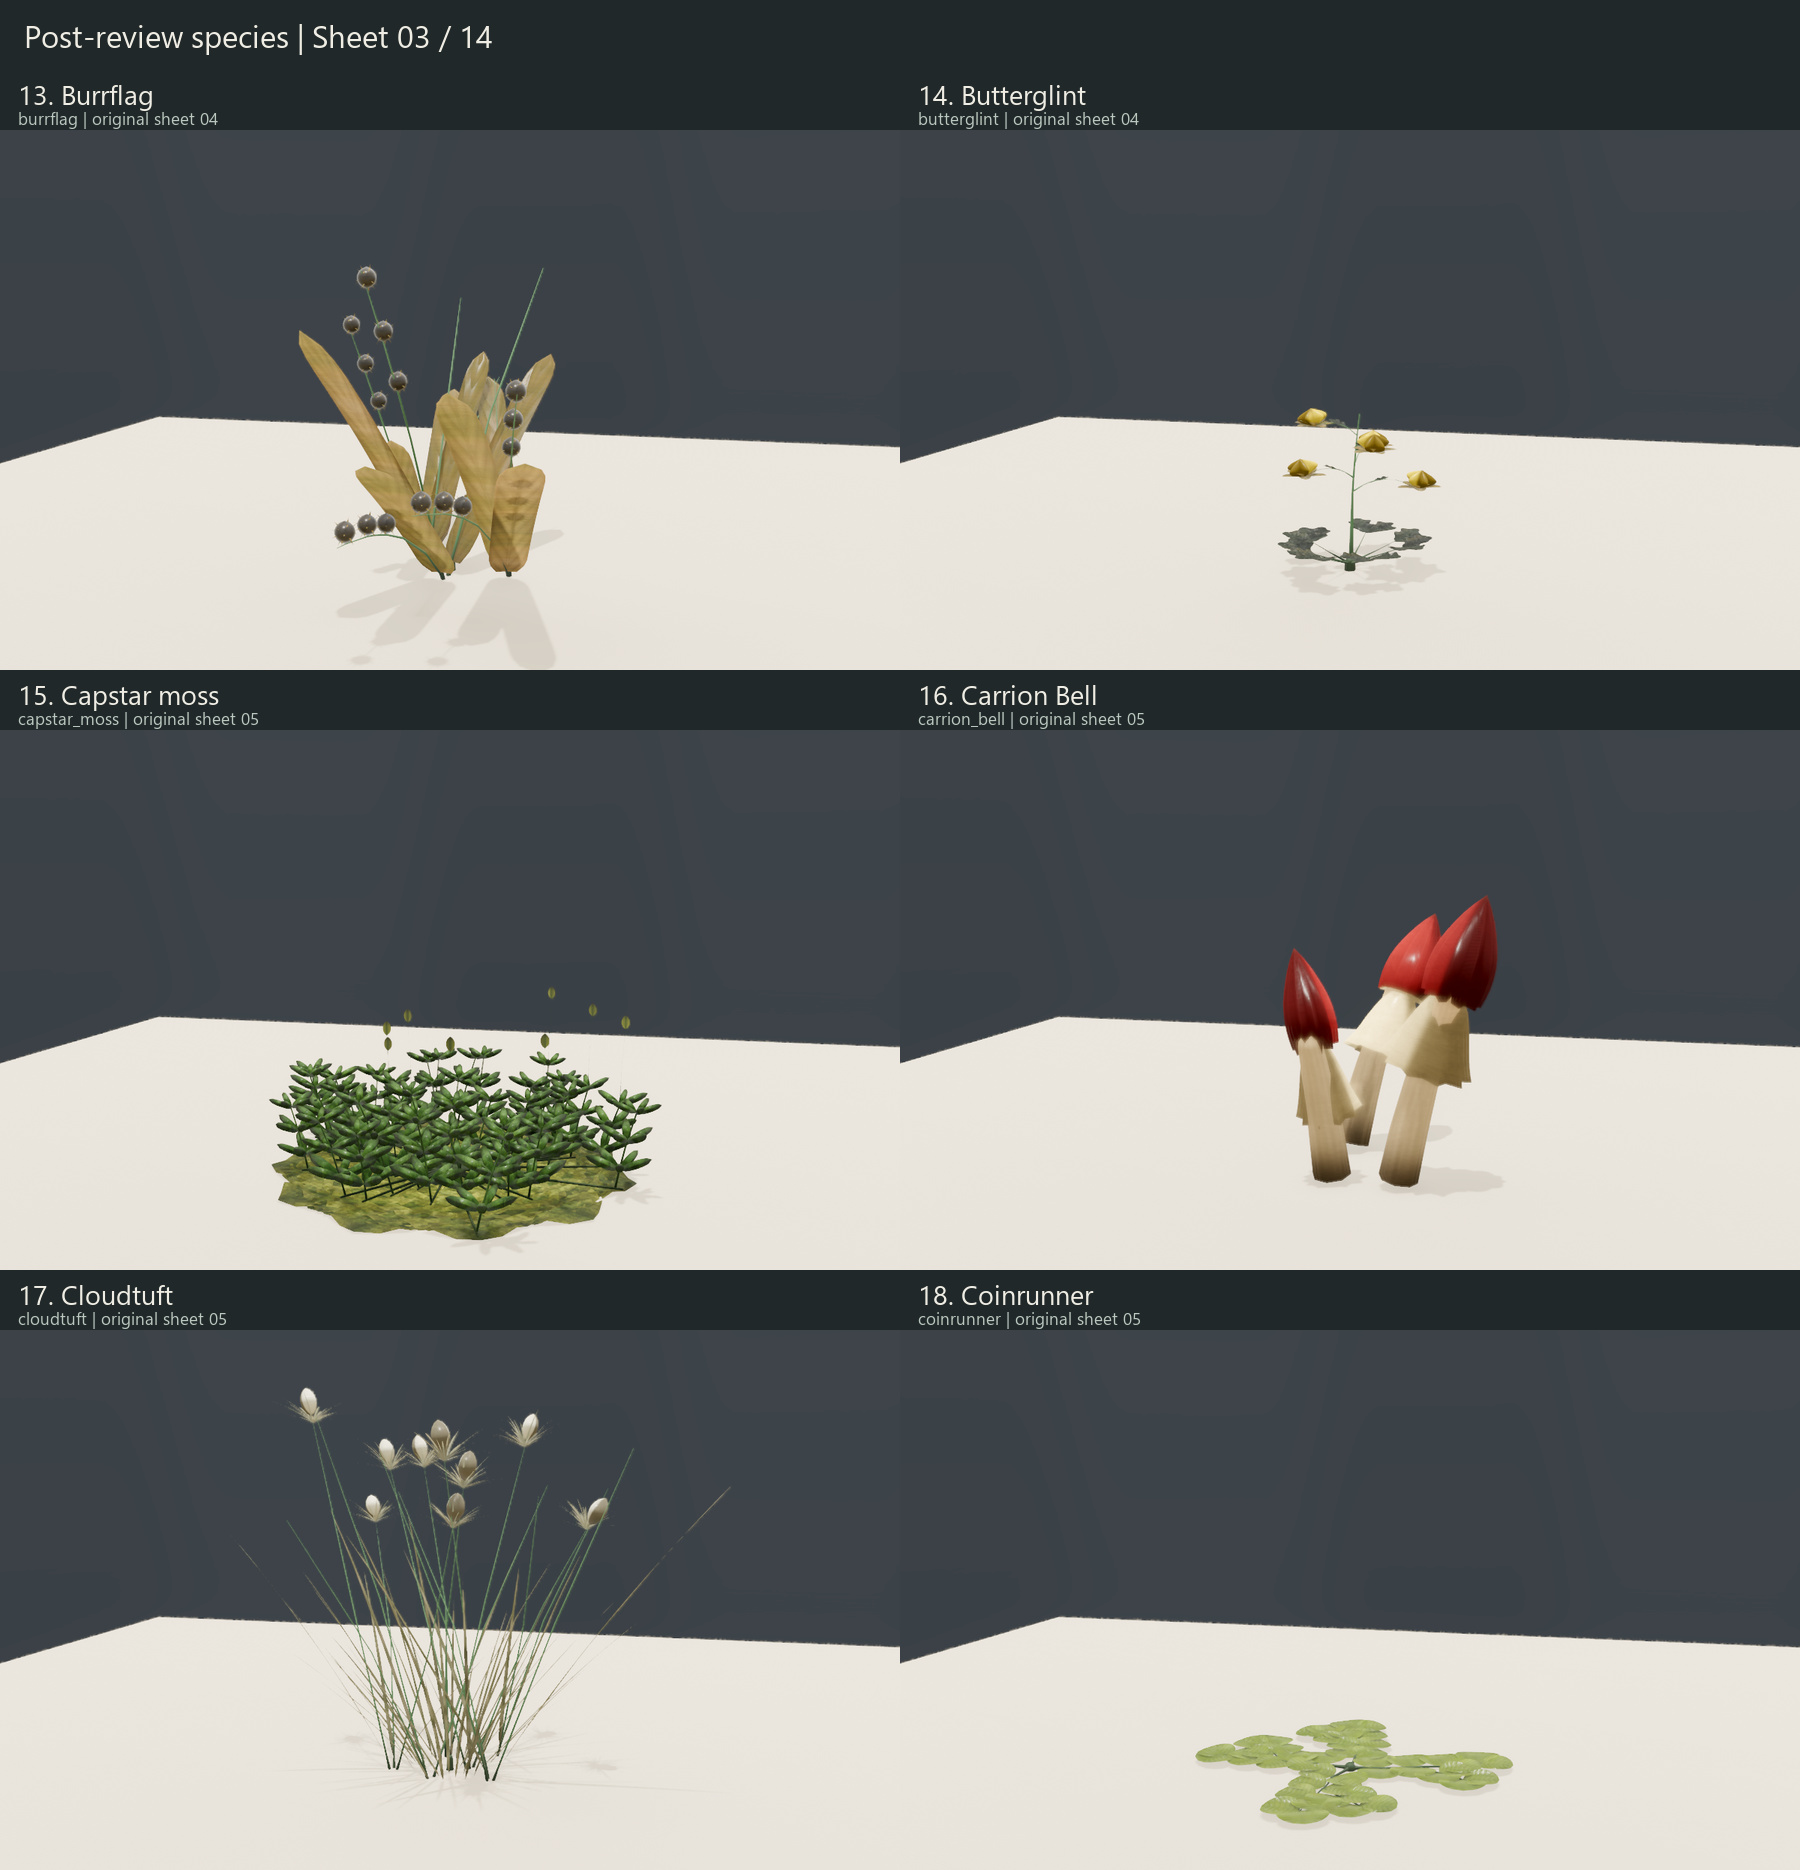 Post-review species | Sheet 03 / 14
13. Burrflag
burrflag | original sheet 04
14. Butterglint
butterglint | original sheet 04
15. Capstar moss
capstar_moss | original sheet 05
16. Carrion Bell
carrion_bell | original sheet 05
17. Cloudtuft
cloudtuft | original sheet 05
18. Coinrunner
coinrunner | original sheet 05